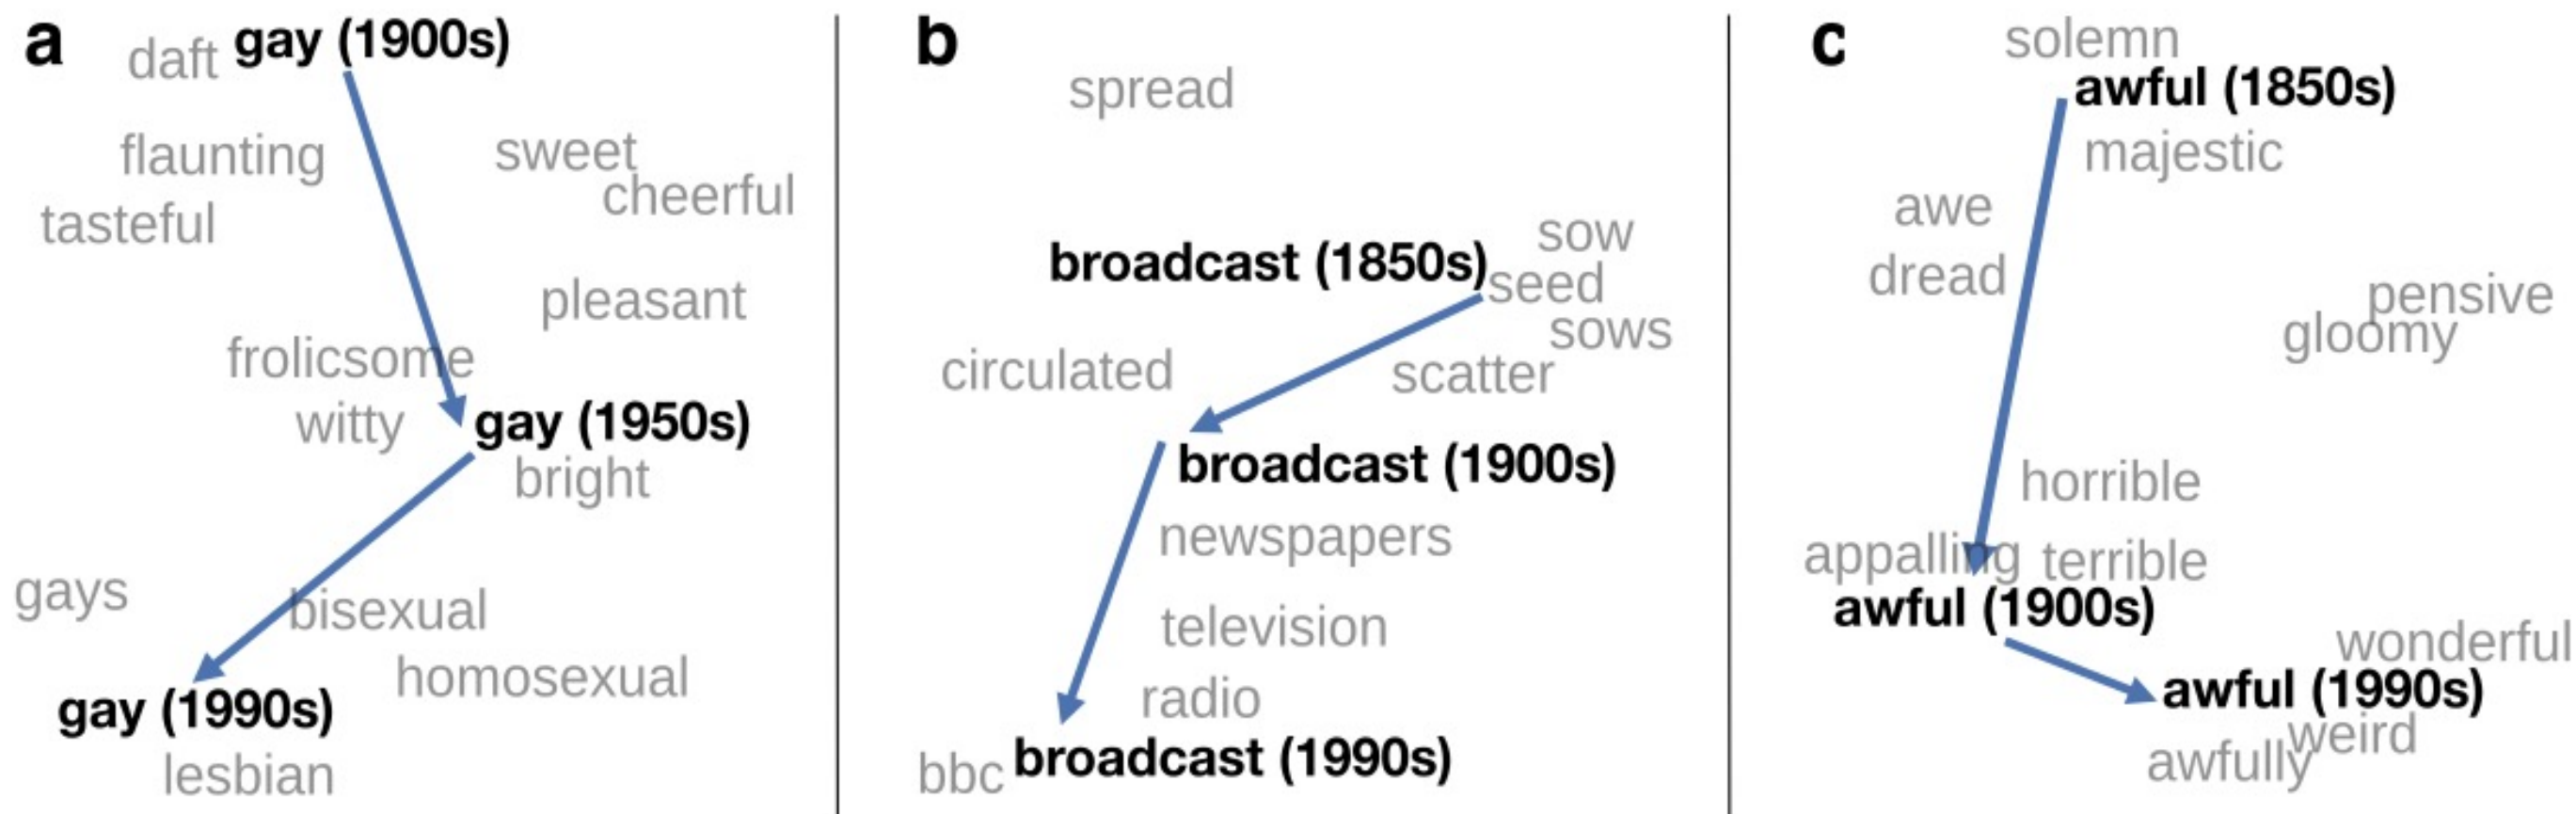 a
daft gay (1900s)
flaunting
sweet
cheerful
tasteful
pleasant
frolicsome
witty
gay (1950s)
bright
gays
bisexual
homosexual
gay (1990s)
lesbian
b
spread
sow
broadcast (1850s)
seed
sows
circulated
scatter
broadcast (1900s)
newspapers
television
radio
bbc broadcast (1990s)
c
solemn
awful (1850s)
majestic
awe
dread
pensive
gloomy
horrible
appalling terrible
awful (1900s)
wonderful
awful (1990s)
weird
awfully